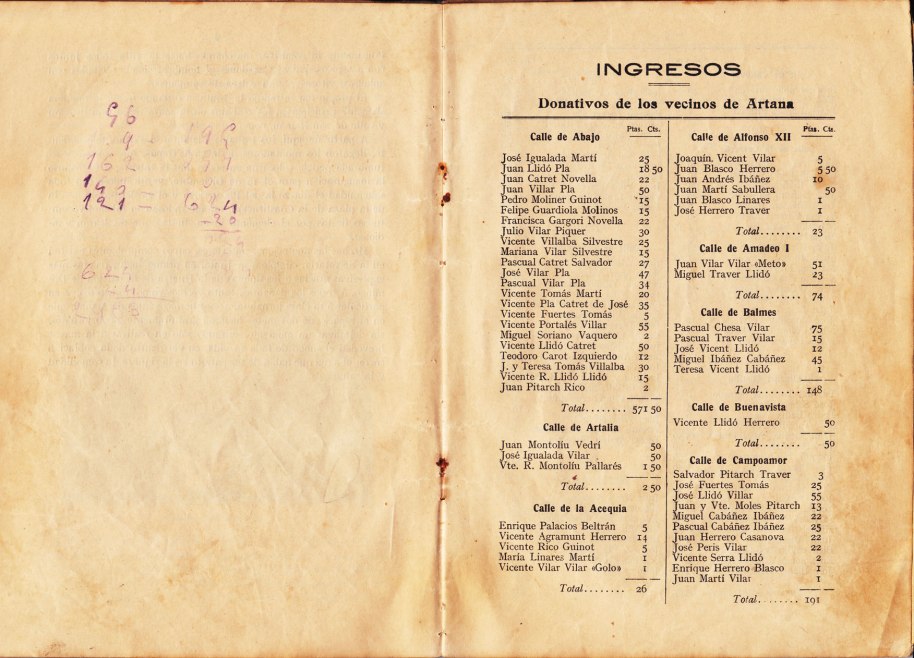 96
9
162
140 =
121 =
624
-20
624
4
INGRESOS
Donativos de los vecinos de Artana
Ptas. Cts.
Calle de Abajo
José Igualada Martí 25
Juan Llidó Pla 18 50
Juan Catret Novella 22
Juan Villar Pla 50
Pedro Moliner Guinot 15
Felipe Guardiola Molinos 15
Francisca Gargori Novella 22
Julio Vilar Piquer 30
Vicente Villalba Silvestre 25
Mariana Vilar Silvestre 15
Pascual Catret Salvador 27
José Vilar Pla 47
Pascual Vilar Pla 34
Vicente Tomás Martí 20
Vicente Pla Catret de José 35
Vicente Fuertes Tomás 5
Vicente Portalés Villar 55
Miguel Soriano Vaquero 2
Vicente Llidó Catret 50
Teodoro Carot Izquierdo 12
J. y Teresa Tomás Villalba 30
Vicente R. Llidó Llidó 15
Juan Pitarch Rico 2
Total........ 571 50
Calle de Artalia
Juan Montolíu Vedrí 50
José Igualada Vilar 50
Vte. R. Montolíu Pallarés 1 50
Total........ 2 50
Calle de la Acequia
Enrique Palacios Beltrán 5
Vicente Agramunt Herrero 14
Vicente Rico Guinot 5
María Linares Martí 1
Vicente Vilar Vilar «Golo» 1
Total........ 26
Ptas. Cts.
Calle de Alfonso XII
Joaquín Vicent Vilar 5
Juan Blasco Herrero 5 50
Juan Andrés Ibáñez 10
Juan Martí Sabullera 50
Juan Blasco Linares 1
José Herrero Traver 1
Total........ 23
Calle de Amadeo I
Juan Vilar Vilar «Meto» 51
Miguel Traver Llidó 23
Total........ 74
Calle de Balmes
Pascual Chesa Vilar 75
Pascual Traver Vilar 15
José Vicent Llidó 12
Miguel Ibáñez Cabáñez 45
Teresa Vicent Llidó 1
Total........ 148
Calle de Buenavista
Vicente Llidó Herrero 50
Total........ 50
Calle de Campoamor
Salvador Pitarch Traver 3
José Fuertes Tomás 25
José Llidó Villar 55
Juan y Vte. Moles Pitarch 13
Miguel Cabáñez Ibáñez 22
Pascual Cabáñez Ibáñez 25
Juan Herrero Casanova 22
José Peris Vilar 22
Vicente Serra Llidó 2
Enrique Herrero Blasco 1
Juan Martí Vilar 1
Total........ 191